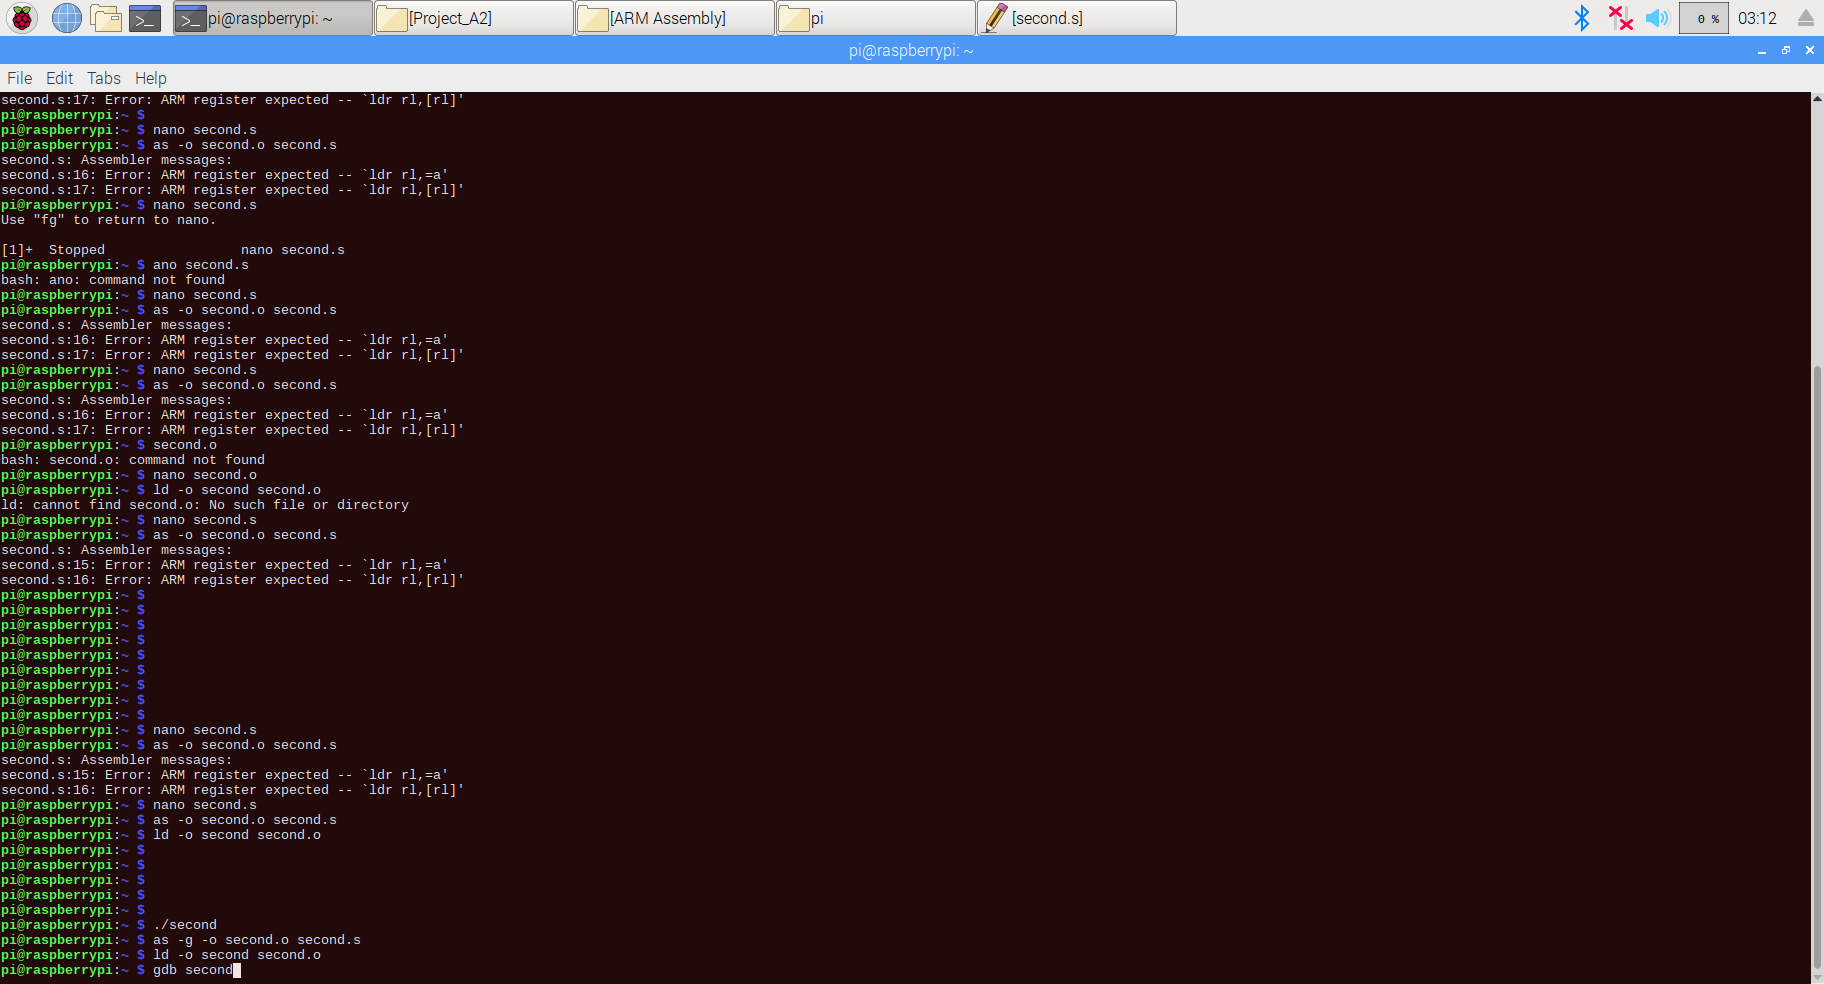 pi@raspberrypi: ~ [Project_A2] [ARM Assembly] pi [second.s] 0 % 03:12
pi@raspberrypi: ~
File Edit Tabs Help
second.s:17: Error: ARM register expected -- `ldr rl,[rl]'
pi@raspberrypi:~ $
pi@raspberrypi:~ $ nano second.s
pi@raspberrypi:~ $ as -o second.o second.s
second.s: Assembler messages:
second.s:16: Error: ARM register expected -- `ldr rl,=a'
second.s:17: Error: ARM register expected -- `ldr rl,[rl]'
pi@raspberrypi:~ $ nano second.s
Use "fg" to return to nano.
[1]+  Stopped                 nano second.s
pi@raspberrypi:~ $ ano second.s
bash: ano: command not found
pi@raspberrypi:~ $ nano second.s
pi@raspberrypi:~ $ as -o second.o second.s
second.s: Assembler messages:
second.s:16: Error: ARM register expected -- `ldr rl,=a'
second.s:17: Error: ARM register expected -- `ldr rl,[rl]'
pi@raspberrypi:~ $ nano second.s
pi@raspberrypi:~ $ as -o second.o second.s
second.s: Assembler messages:
second.s:16: Error: ARM register expected -- `ldr rl,=a'
second.s:17: Error: ARM register expected -- `ldr rl,[rl]'
pi@raspberrypi:~ $ second.o
bash: second.o: command not found
pi@raspberrypi:~ $ nano second.o
pi@raspberrypi:~ $ ld -o second second.o
ld: cannot find second.o: No such file or directory
pi@raspberrypi:~ $ nano second.s
pi@raspberrypi:~ $ as -o second.o second.s
second.s: Assembler messages:
second.s:15: Error: ARM register expected -- `ldr rl,=a'
second.s:16: Error: ARM register expected -- `ldr rl,[rl]'
pi@raspberrypi:~ $
pi@raspberrypi:~ $
pi@raspberrypi:~ $
pi@raspberrypi:~ $
pi@raspberrypi:~ $
pi@raspberrypi:~ $
pi@raspberrypi:~ $
pi@raspberrypi:~ $
pi@raspberrypi:~ $
pi@raspberrypi:~ $ nano second.s
pi@raspberrypi:~ $ as -o second.o second.s
second.s: Assembler messages:
second.s:15: Error: ARM register expected -- `ldr rl,=a'
second.s:16: Error: ARM register expected -- `ldr rl,[rl]'
pi@raspberrypi:~ $ nano second.s
pi@raspberrypi:~ $ as -o second.o second.s
pi@raspberrypi:~ $ ld -o second second.o
pi@raspberrypi:~ $
pi@raspberrypi:~ $
pi@raspberrypi:~ $
pi@raspberrypi:~ $
pi@raspberrypi:~ $
pi@raspberrypi:~ $ ./second
pi@raspberrypi:~ $ as -g -o second.o second.s
pi@raspberrypi:~ $ ld -o second second.o
pi@raspberrypi:~ $ gdb second